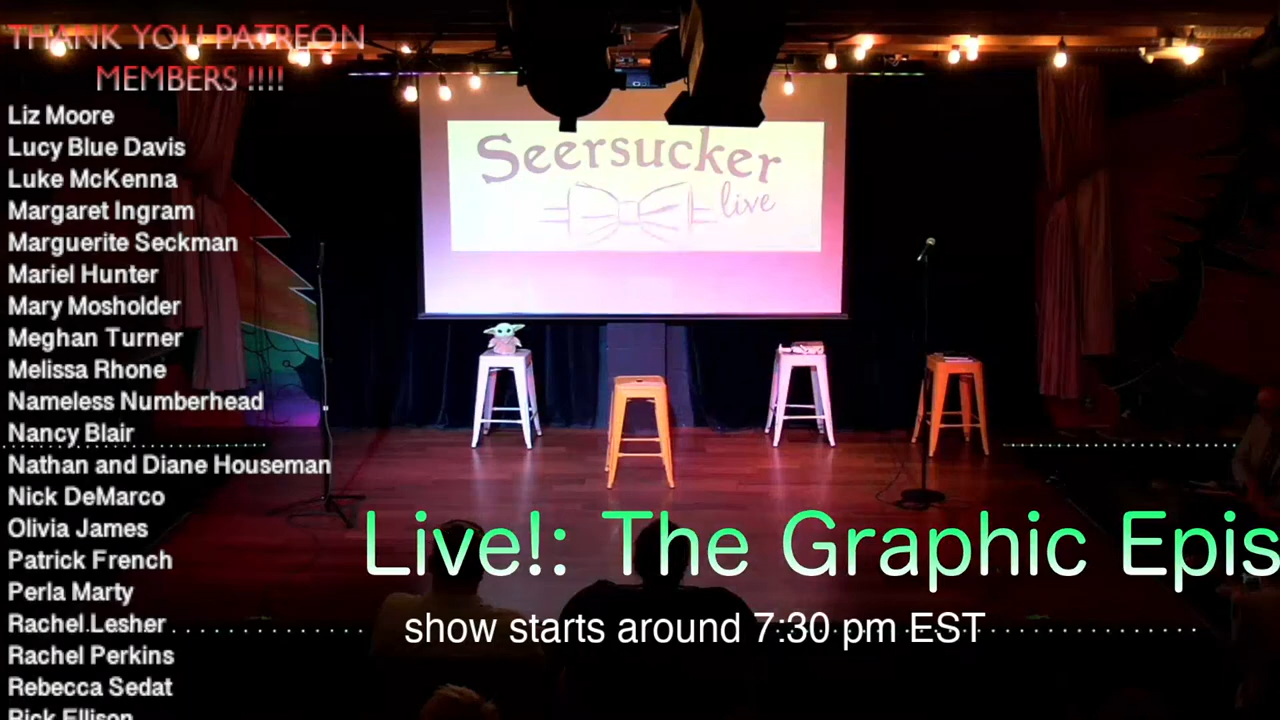 THANK YOU PATREON
MEMBERS !!!!
Liz Moore
Lucy Blue Davis
Luke McKenna
Margaret Ingram
Marguerite Seckman
Mariel Hunter
Mary Mosholder
Meghan Turner
Melissa Rhone
Nameless Numberhead
Nancy Blair
Nathan and Diane Houseman
Nick DeMarco
Olivia James
Patrick French
Perla Marty
Rachel Lesher
Rachel Perkins
Rebecca Sedat
Rick Ellison
Seersucker
live
Live!: The Graphic Epis
show starts around 7:30 pm EST